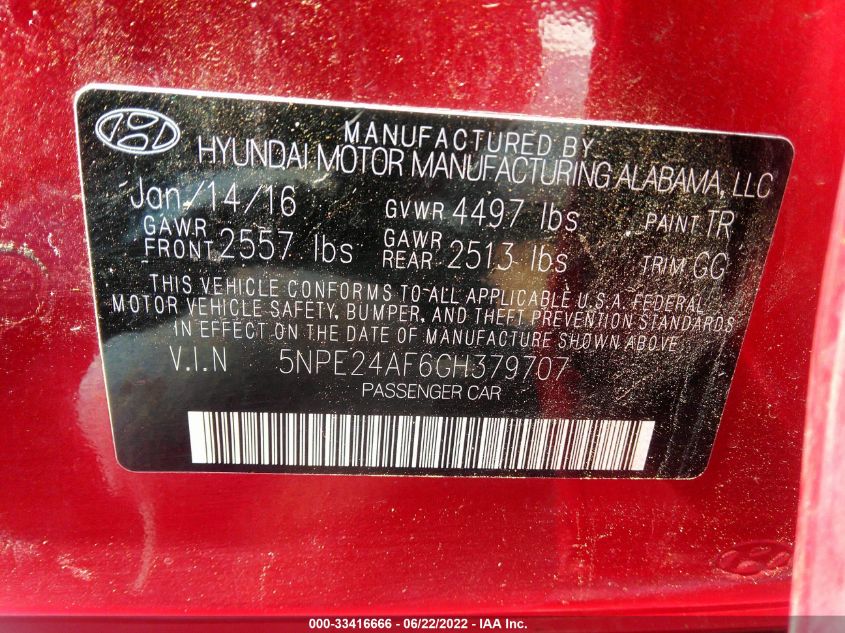 MANUFACTURED BY
HYUNDAI MOTOR MANUFACTURING ALABAMA, LLC
Jan/14/16 GVWR 4497 lbs PAINT TR
GAWR FRONT 2557 lbs GAWR REAR 2513 lbs TRIM GG
THIS VEHICLE CONFORMS TO ALL APPLICABLE U.S.A. FEDERAL
MOTOR VEHICLE SAFETY, BUMPER, AND THEFT PREVENTION STANDARDS
IN EFFECT ON THE DATE OF MANUFACTURE SHOWN ABOVE
V.I.N 5NPE24AF6GH379707
PASSENGER CAR
000-33416666 - 06/22/2022 - IAA Inc.